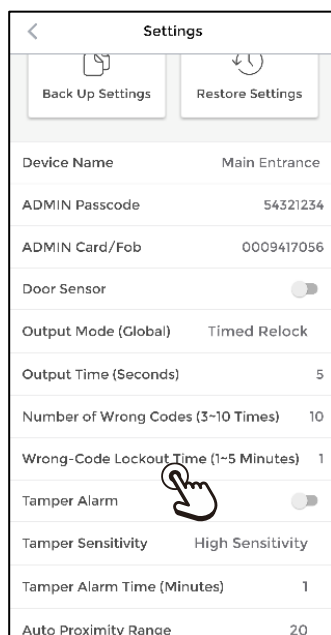 Settings
Back Up Settings Restore Settings
Device Name Main Entrance
ADMIN Passcode 54321234
ADMIN Card/Fob 0009417056
Door Sensor
Output Mode (Global) Timed Relock
Output Time (Seconds) 5
Number of Wrong Codes (3~10 Times) 10
Wrong-Code Lockout Time (1~5 Minutes) 1
Tamper Alarm
Tamper Sensitivity High Sensitivity
Tamper Alarm Time (Minutes) 1
Auto Proximity Range 20